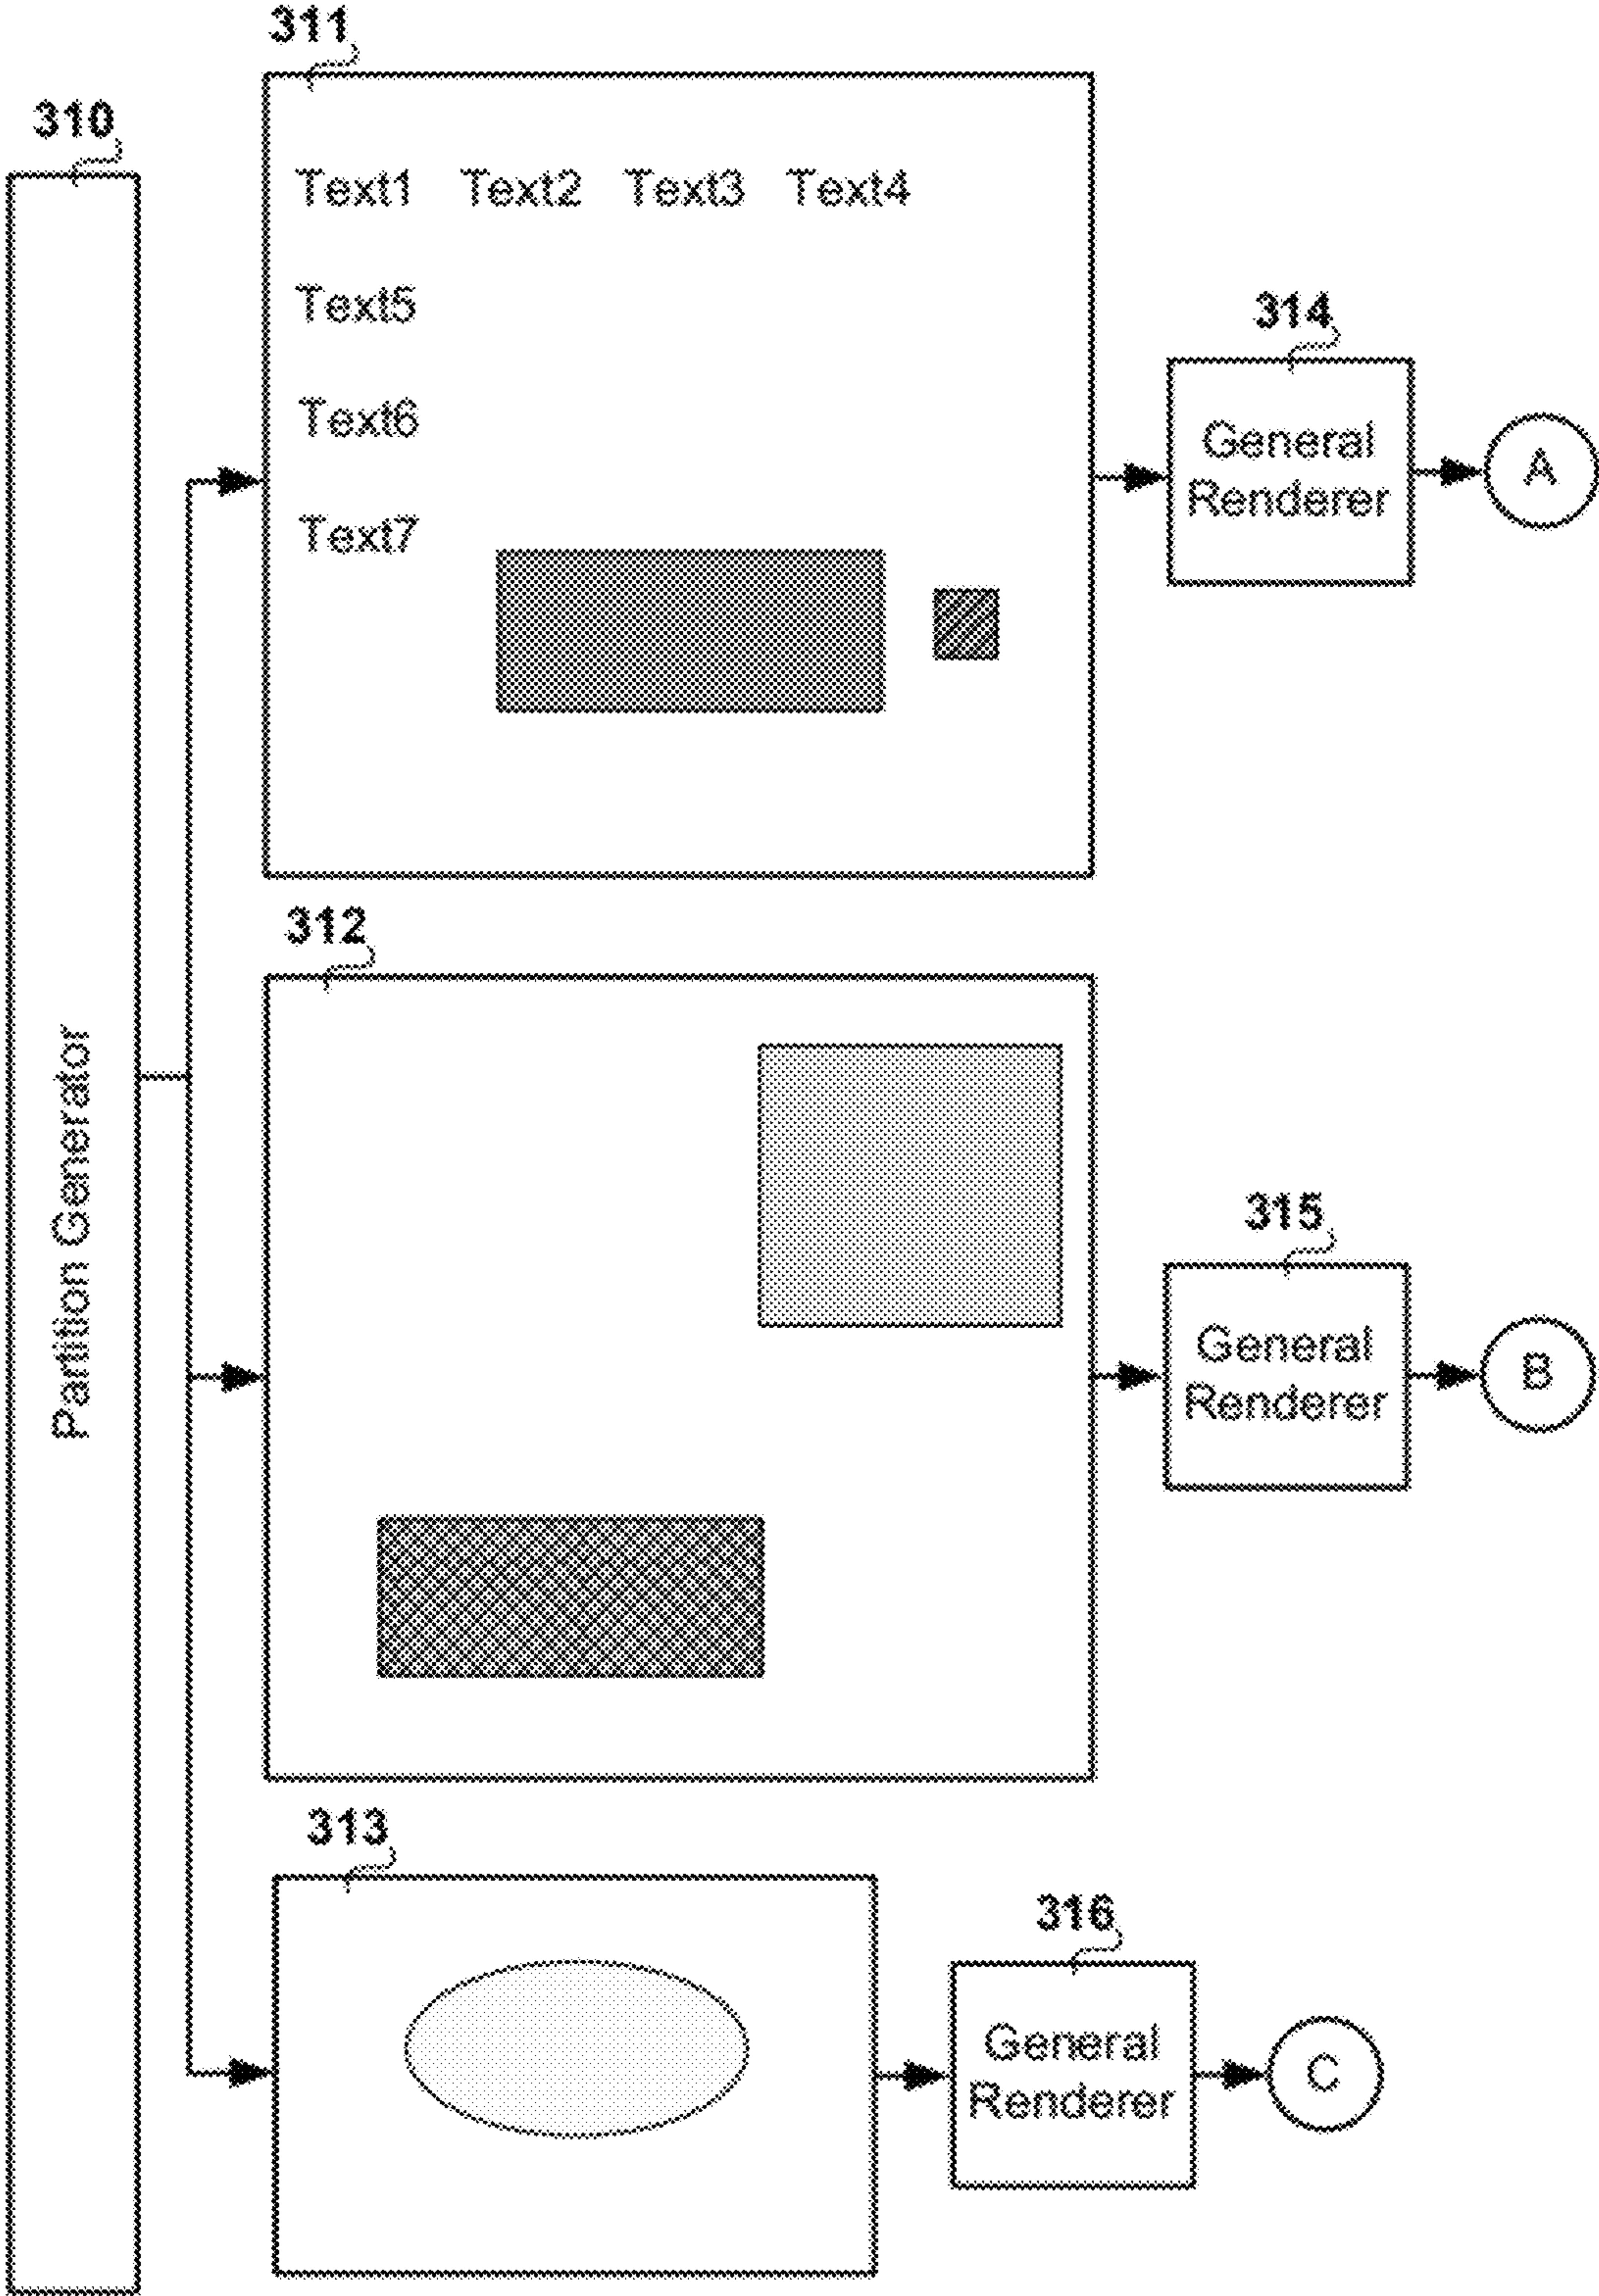 311
310
Text1 Text2 Text3 Text4
Text5
Text6
Text7
314
General
Renderer
A
312
Partition Generator
315
General
Renderer
B
313
316
General
Renderer
C